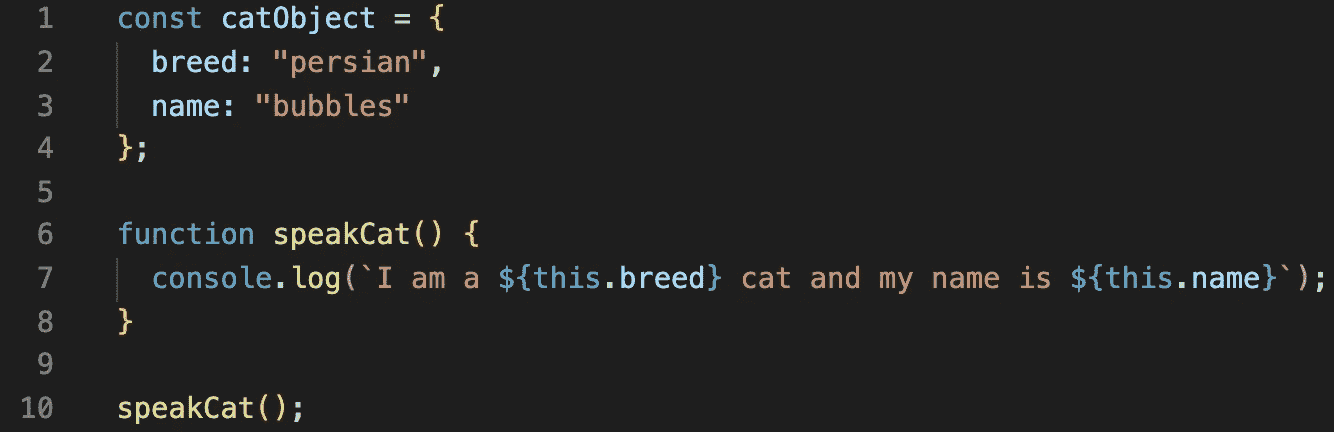 1 const catObject = {
2 breed: "persian",
3 name: "bubbles"
4 };
5
6 function speakCat() {
7 console.log(`I am a ${this.breed} cat and my name is ${this.name}`);
8 }
9
10 speakCat();